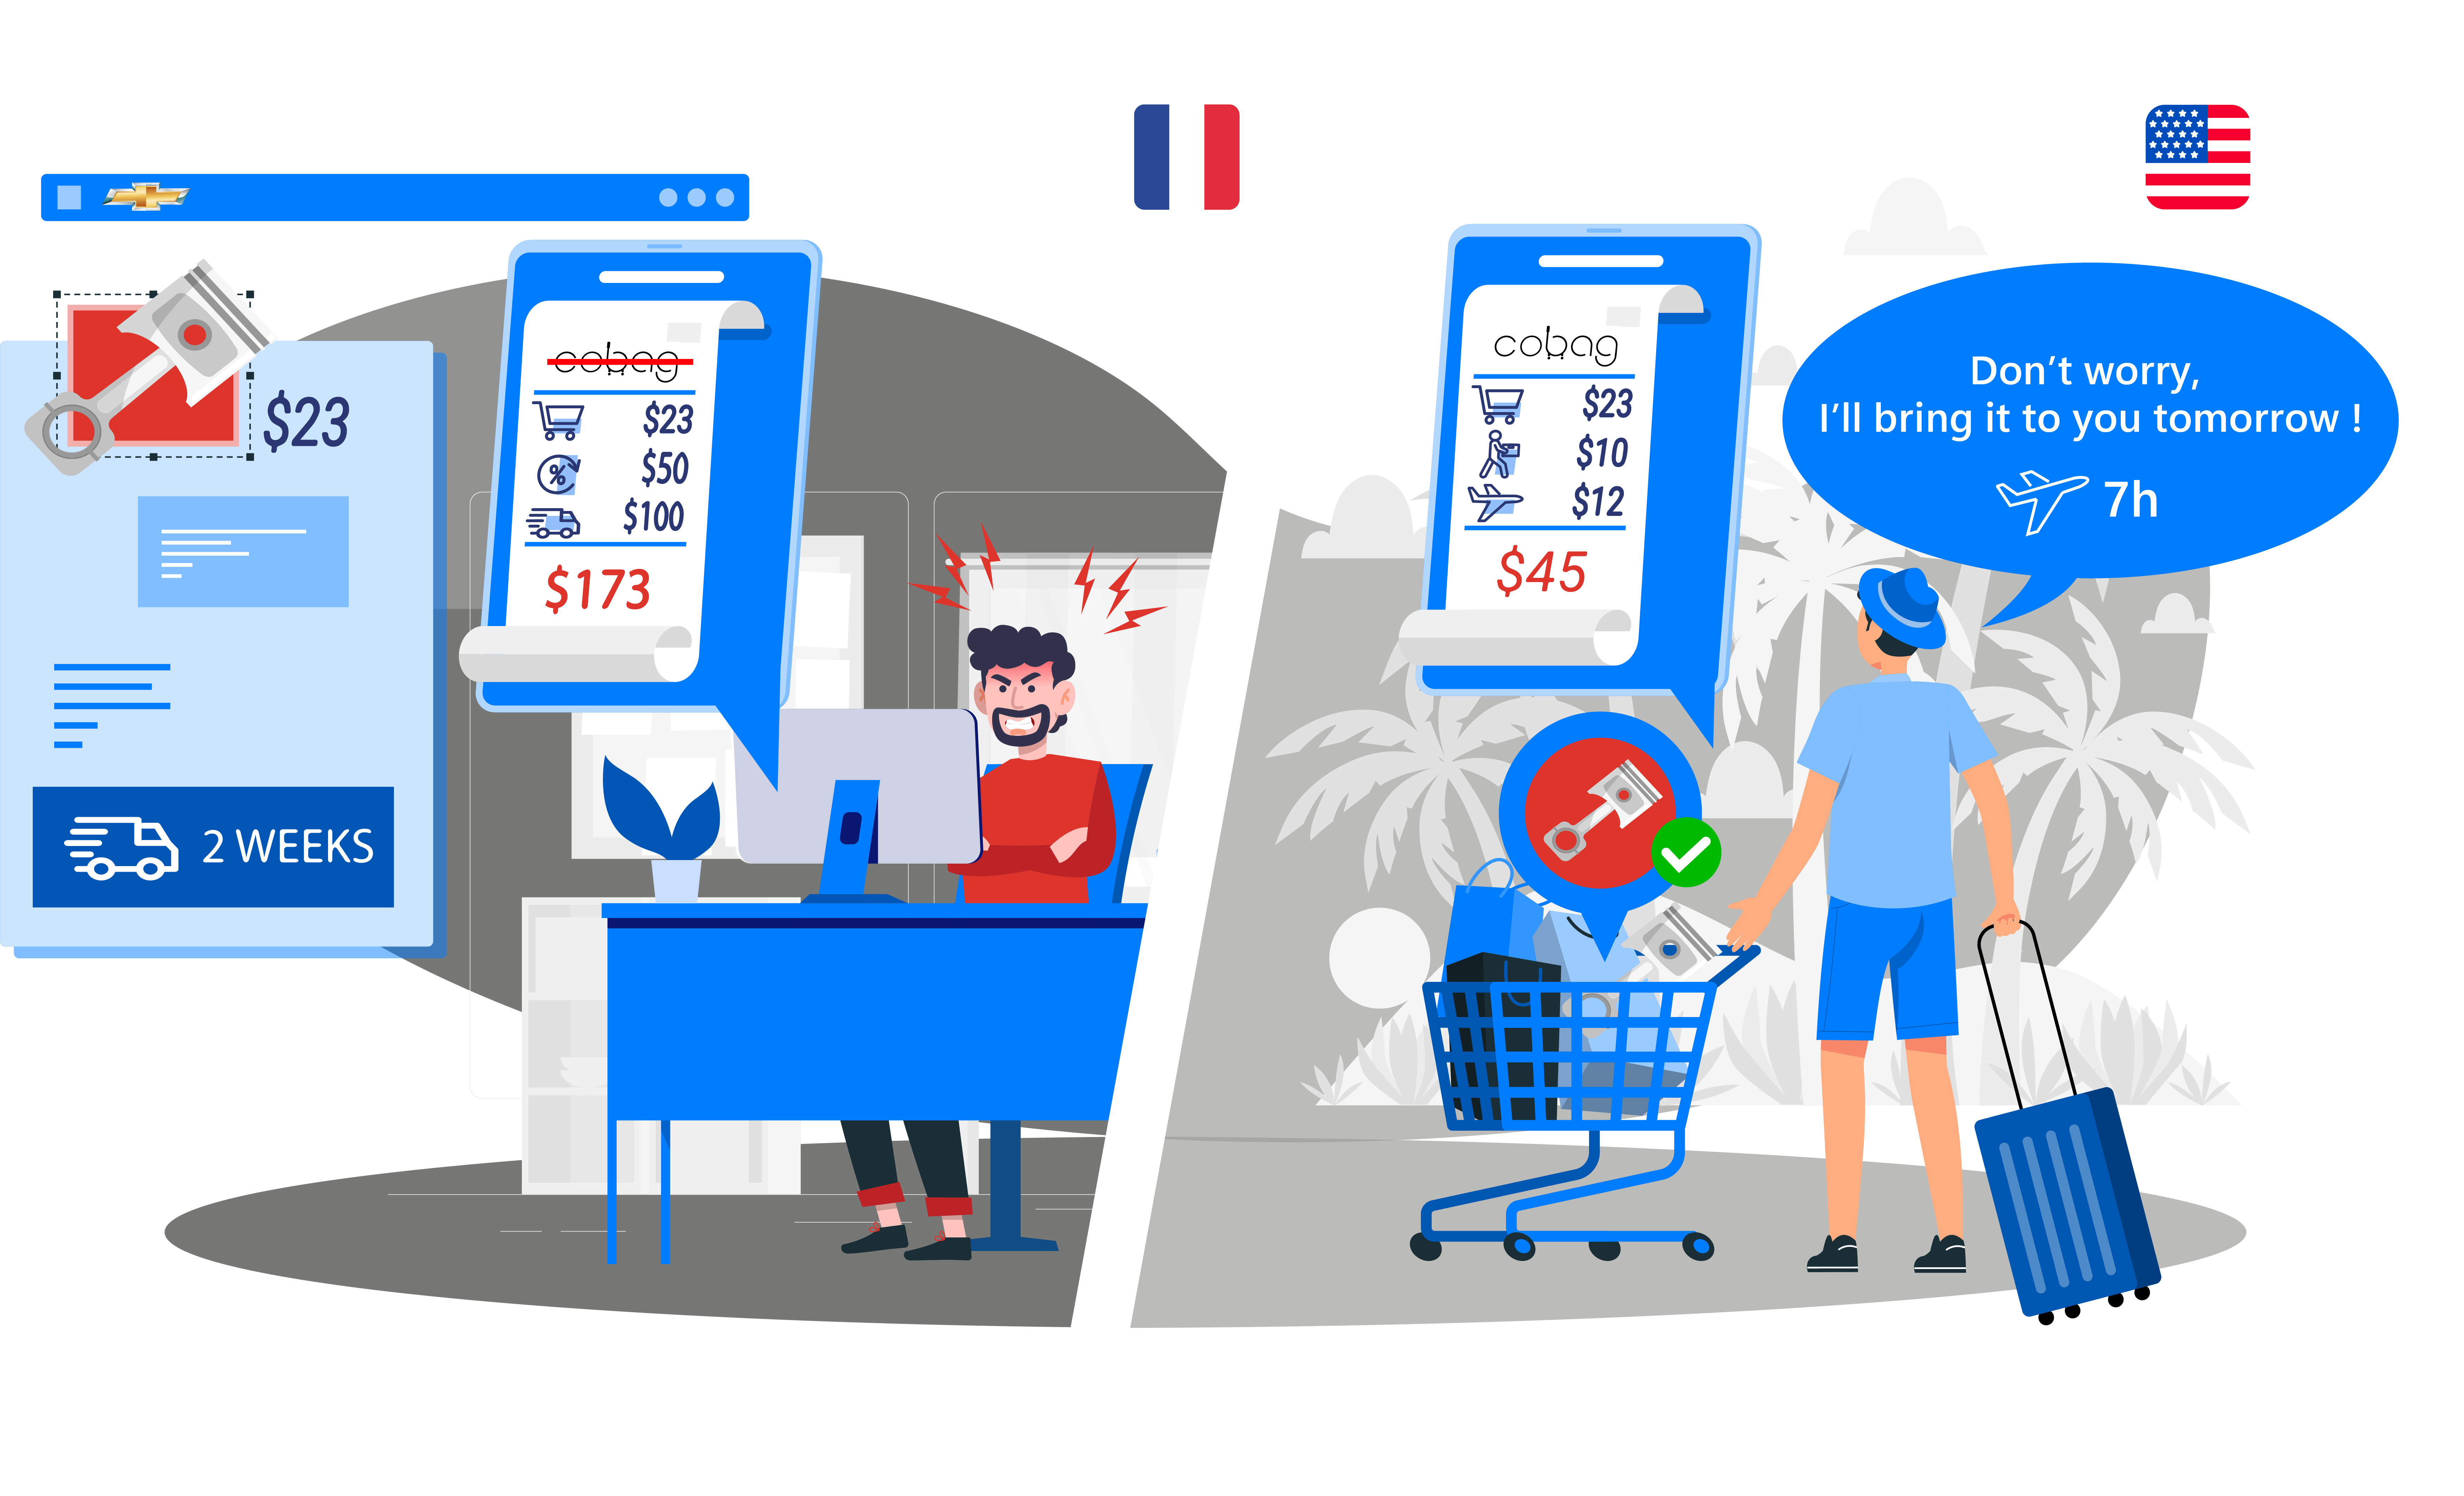 $23
2 WEEKS
cobag
$23
%
$50
$100
$173
cobag
$23
$10
$12
$45
Don't worry,
I'll bring it to you tomorrow !
7h